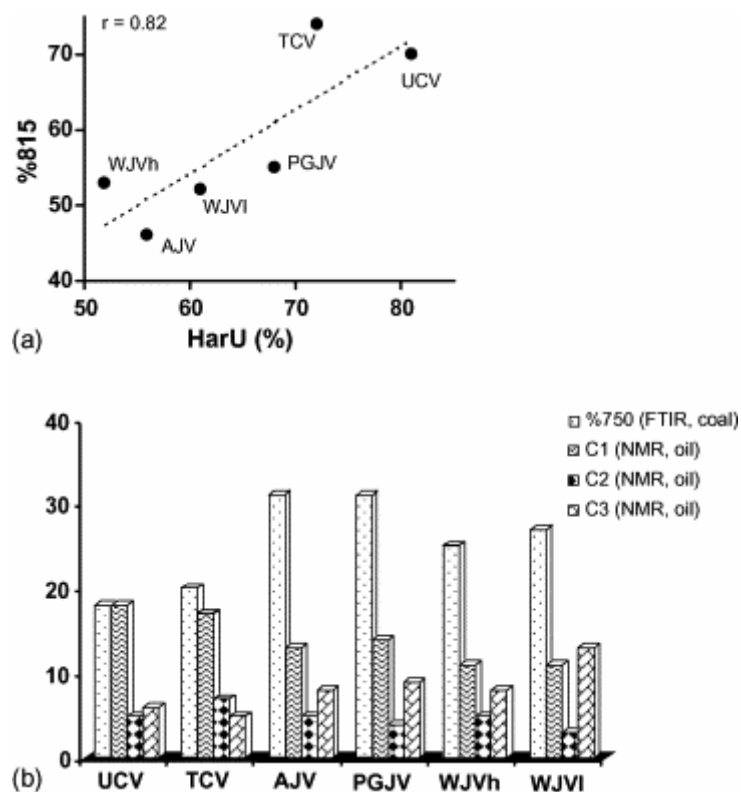 r = 0.82
TCV
70
UCV
%815
60
WJVh
PGJV
50
WJVl
AJV
40
50 60 70 80
(a) HarU (%)
40
%750 (FTIR, coal)
C1 (NMR, oil)
C2 (NMR, oil)
C3 (NMR, oil)
30
20
10
0
(b) UCV TCV AJV PGJV WJVh WJVl